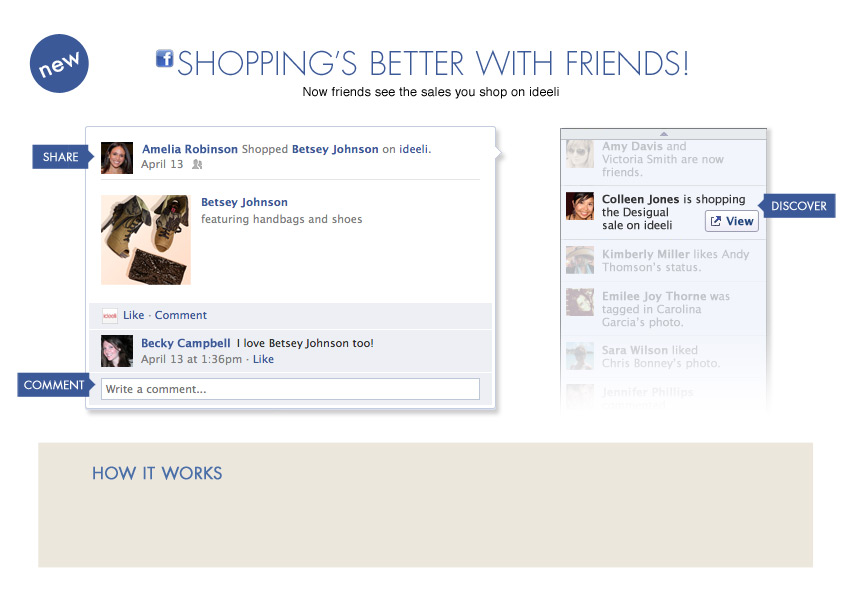 new
f SHOPPING'S BETTER WITH FRIENDS!
Now friends see the sales you shop on ideeli
SHARE
Amelia Robinson Shopped Betsey Johnson on ideeli.
April 13
Betsey Johnson
featuring handbags and shoes
ideeli
Like · Comment
Becky Campbell I love Betsey Johnson too!
April 13 at 1:36pm · Like
COMMENT
Write a comment...
Amy Davis and
Victoria Smith are now
friends.
Colleen Jones is shopping
the Desigual
sale on ideeli
View
DISCOVER
Kimberly Miller likes Andy
Thomson's status.
Emilee Joy Thorne was
tagged in Carolina
Garcia's photo.
Sara Wilson liked
Chris Bonney's photo.
Jennifer Phillips
HOW IT WORKS